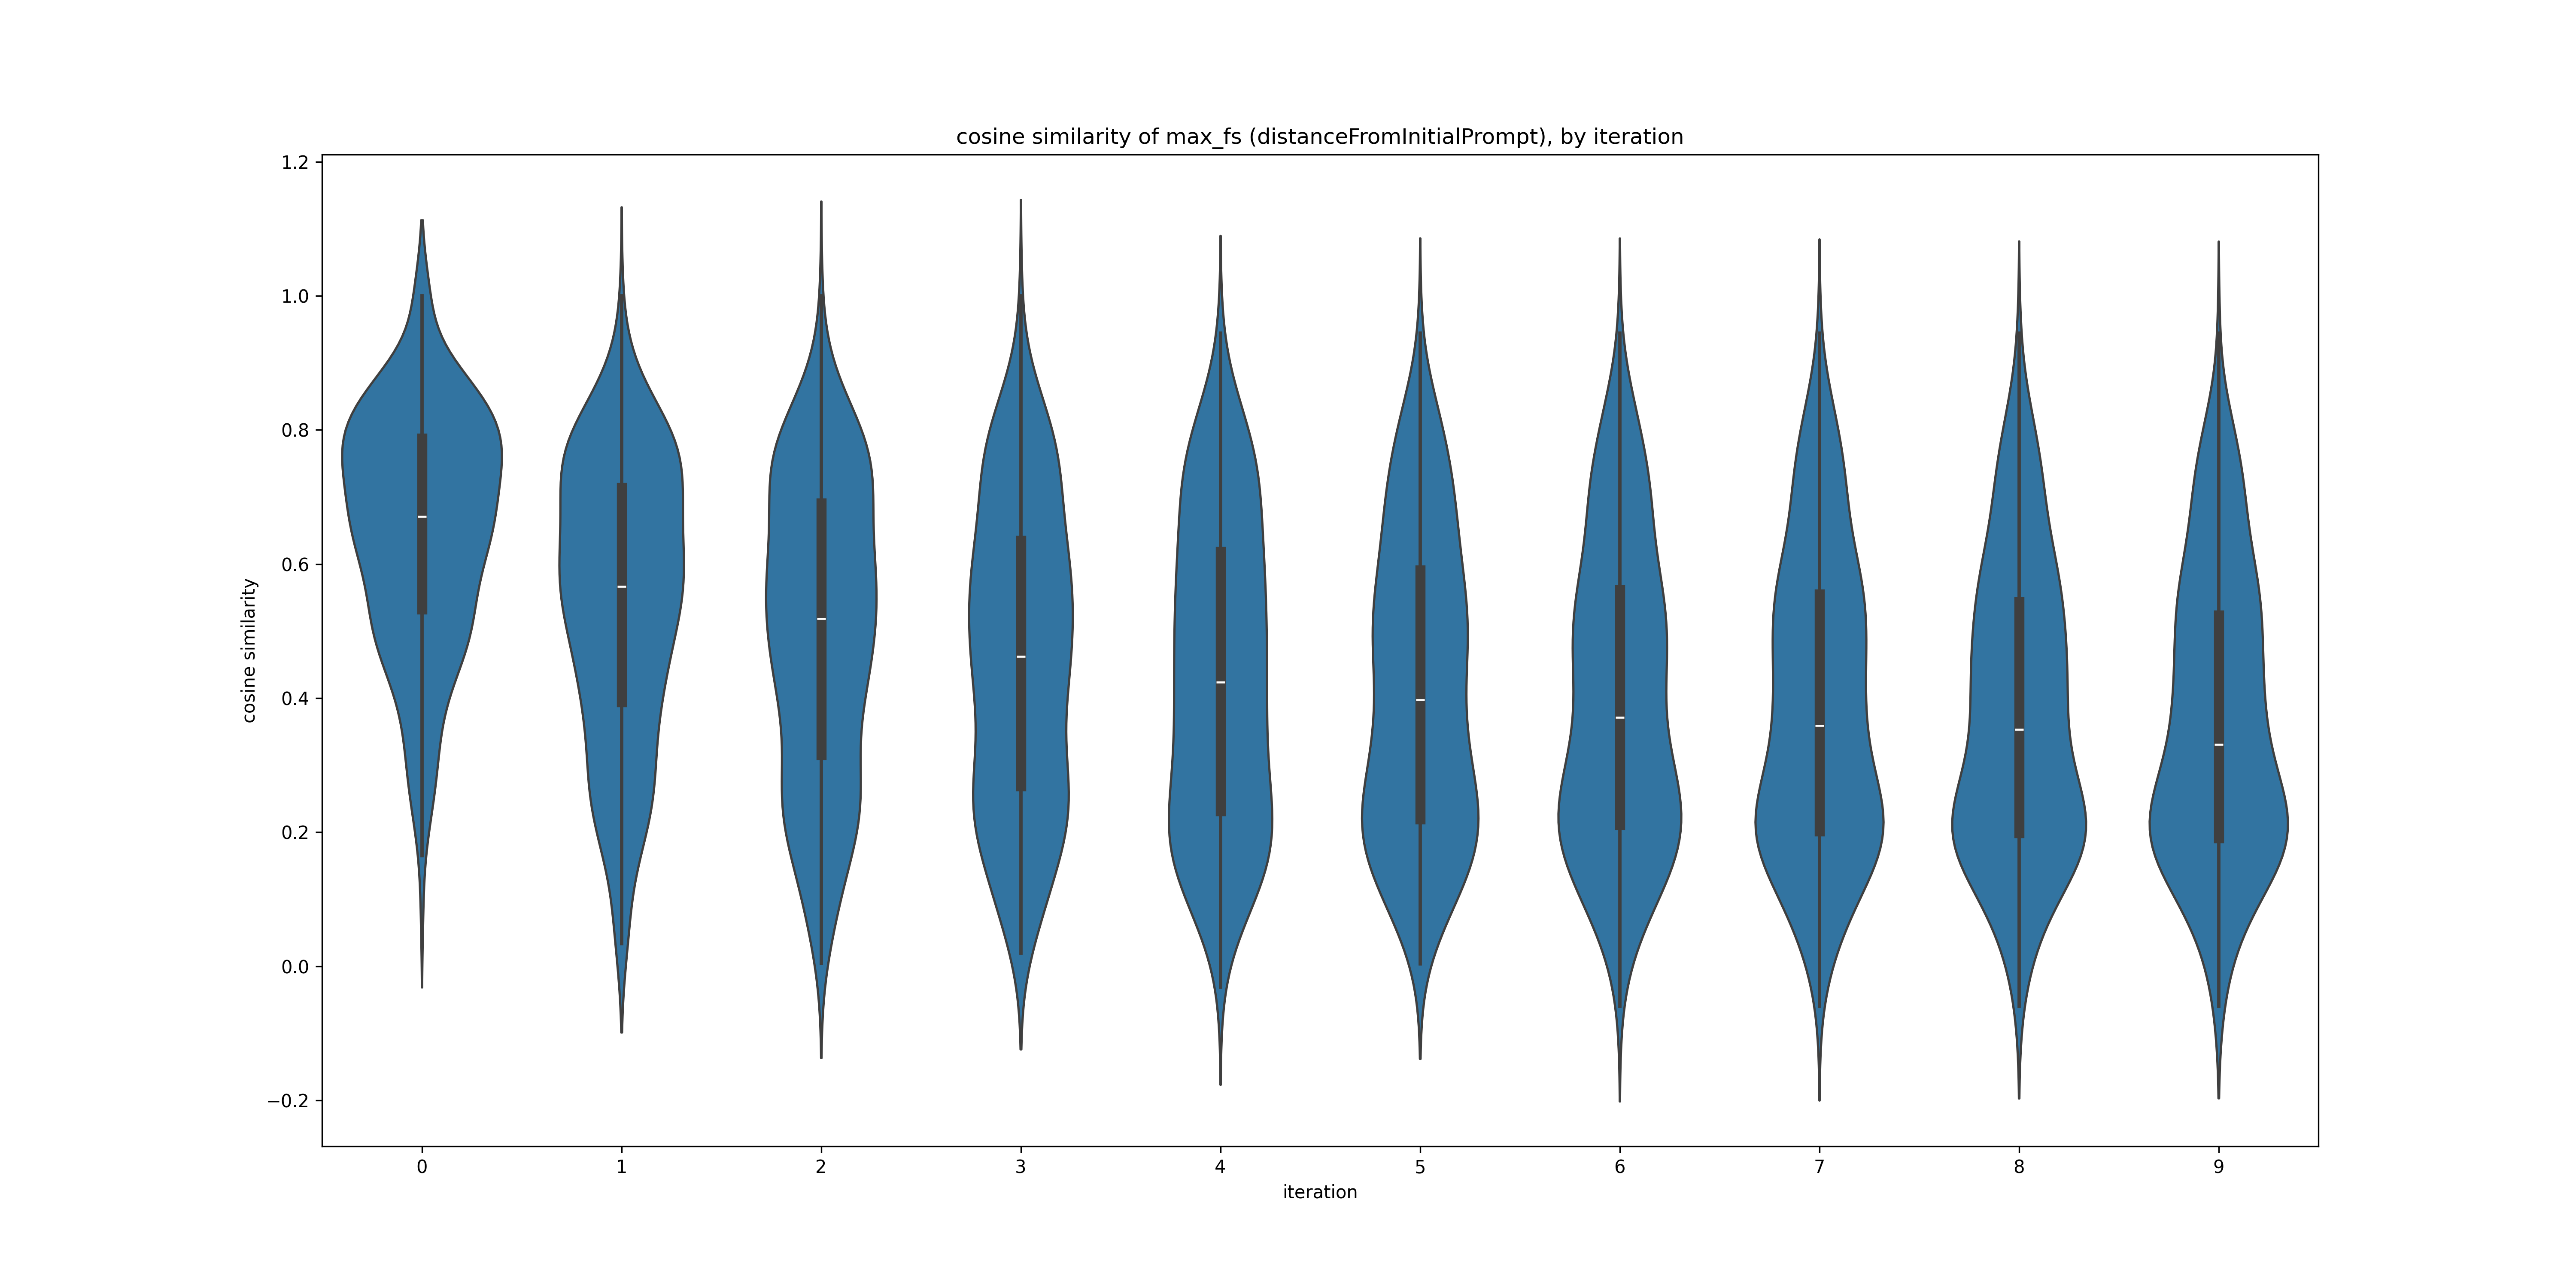 cosine similarity of max_fs (distanceFromInitialPrompt), by iteration
1.2
1.0
0.8
0.6
0.4
0.2
0.0
−0.2
cosine similarity
0 1 2 3 4 5 6 7 8 9
iteration